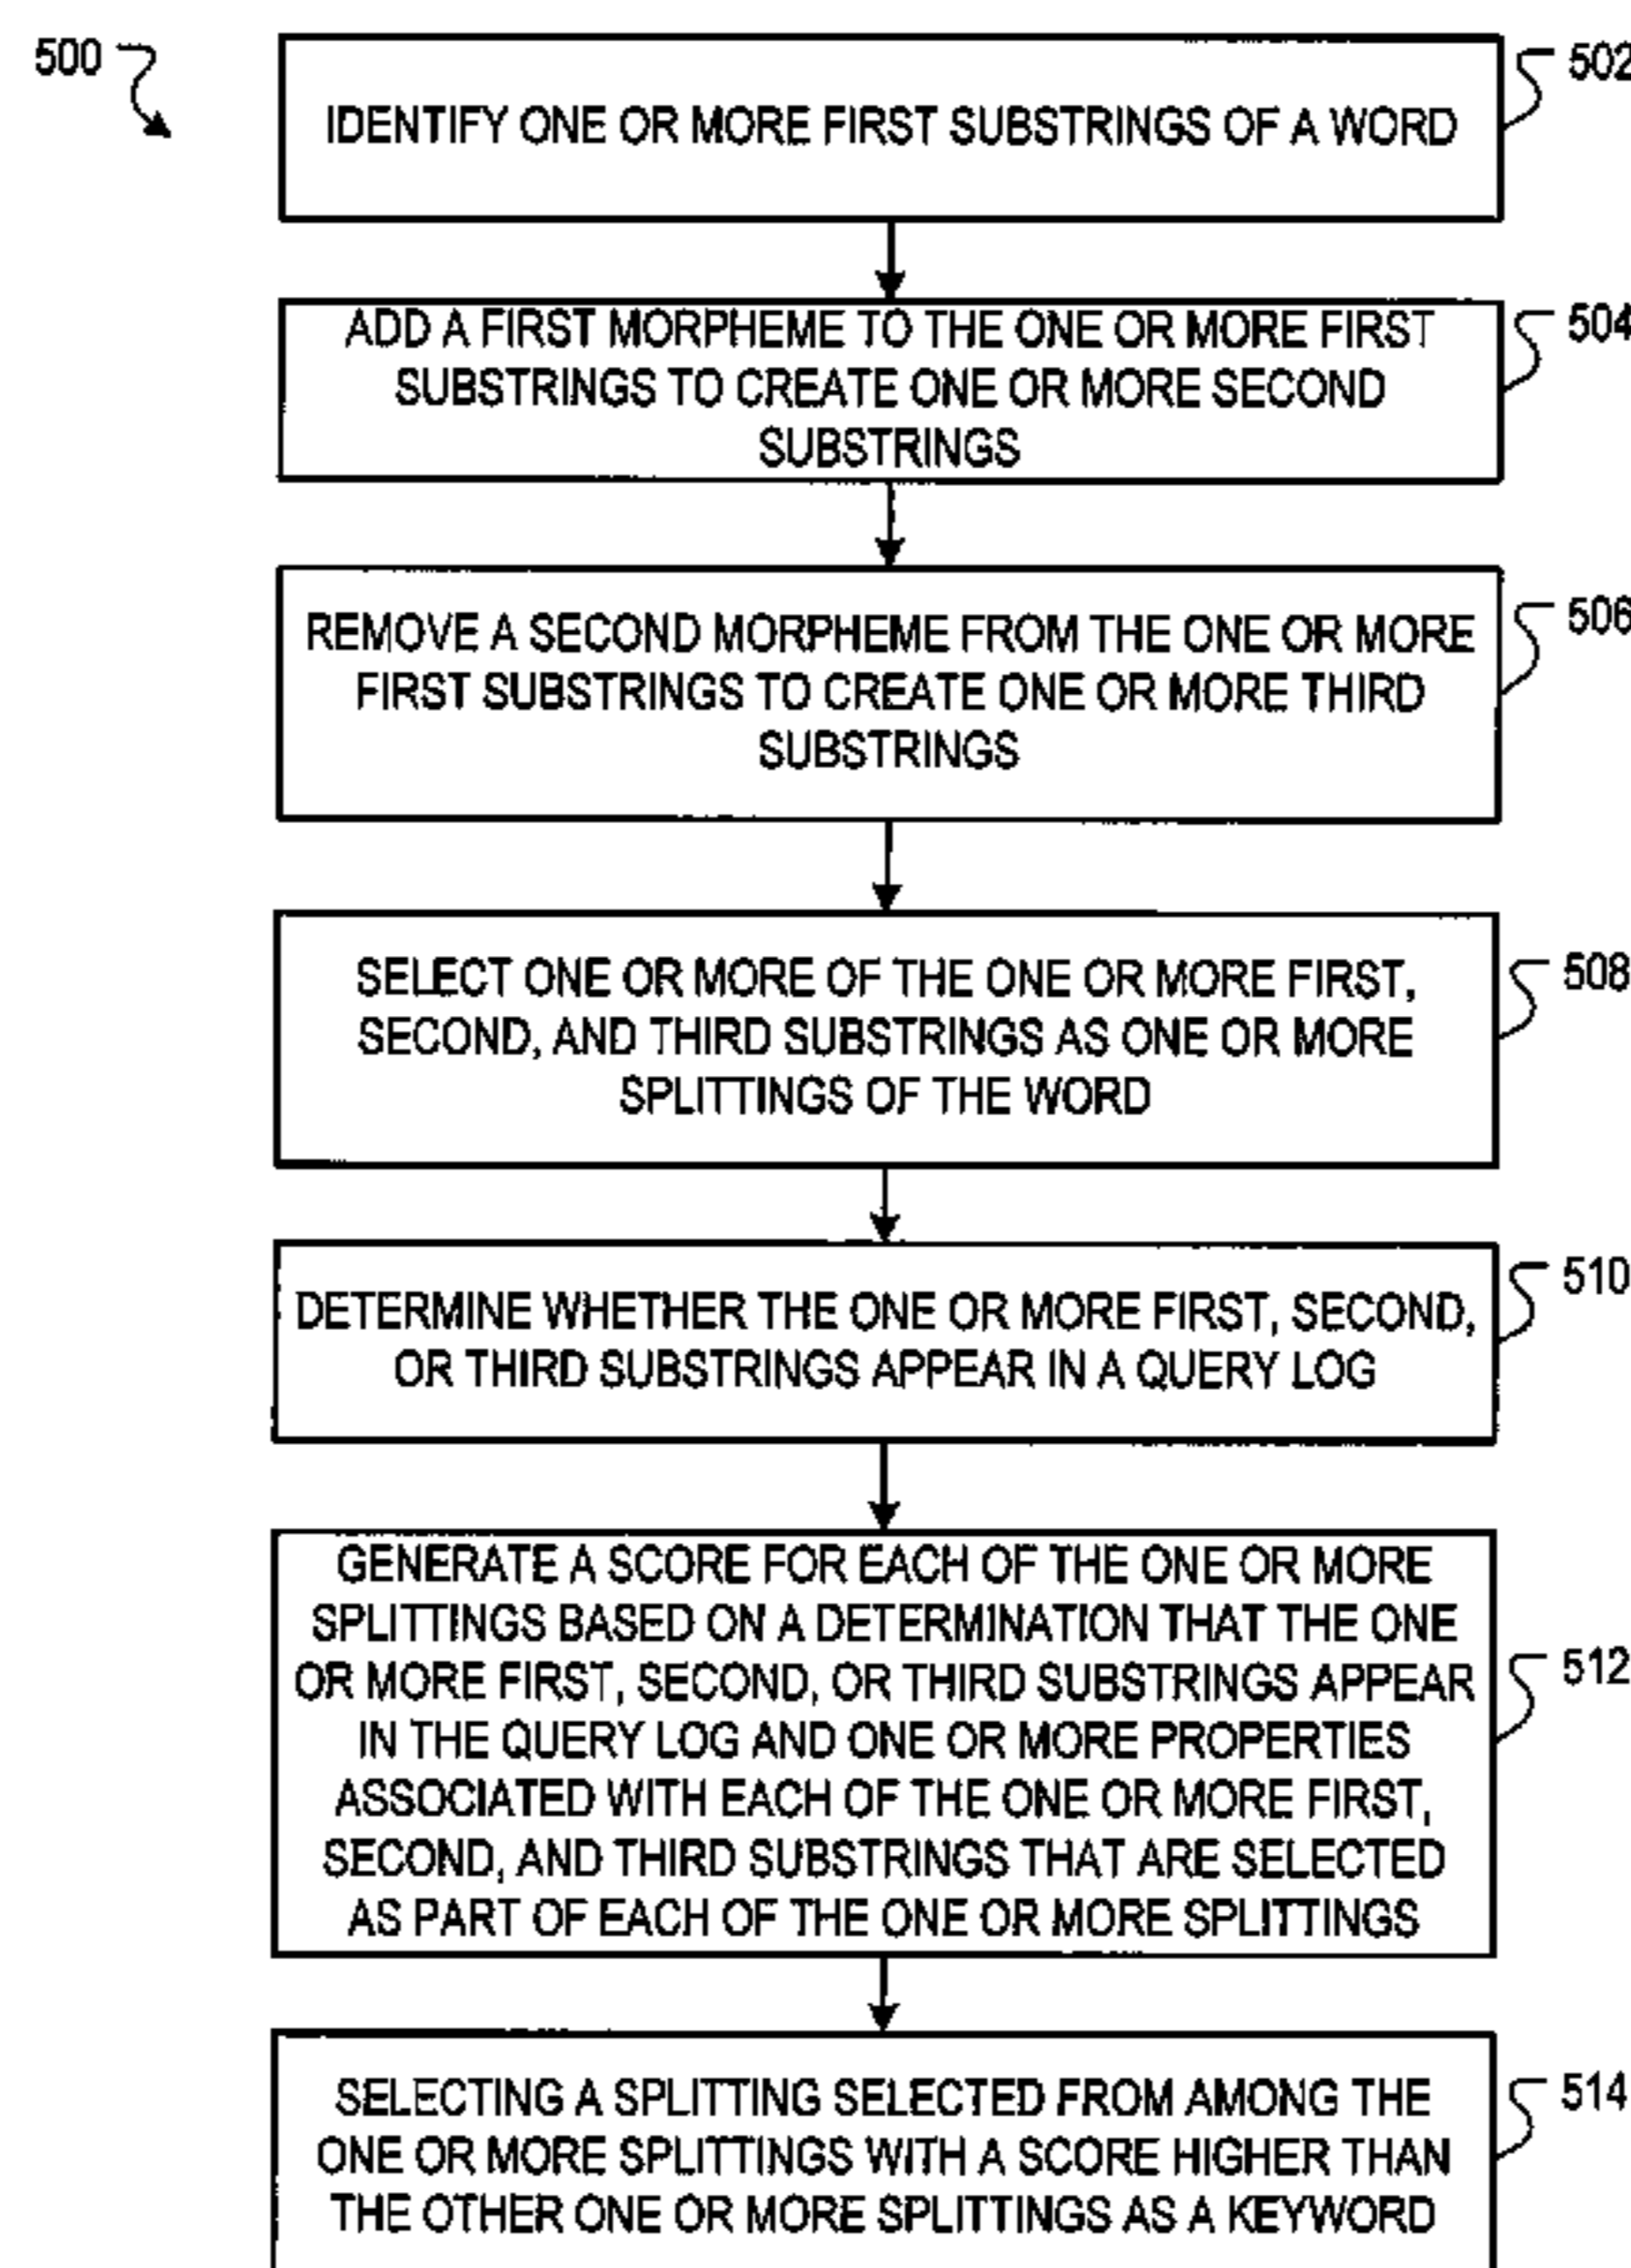 500
IDENTIFY ONE OR MORE FIRST SUBSTRINGS OF A WORD
502
ADD A FIRST MORPHEME TO THE ONE OR MORE FIRST
SUBSTRINGS TO CREATE ONE OR MORE SECOND
SUBSTRINGS
504
REMOVE A SECOND MORPHEME FROM THE ONE OR MORE
FIRST SUBSTRINGS TO CREATE ONE OR MORE THIRD
SUBSTRINGS
506
SELECT ONE OR MORE OF THE ONE OR MORE FIRST,
SECOND, AND THIRD SUBSTRINGS AS ONE OR MORE
SPLITTINGS OF THE WORD
508
DETERMINE WHETHER THE ONE OR MORE FIRST, SECOND,
OR THIRD SUBSTRINGS APPEAR IN A QUERY LOG
510
GENERATE A SCORE FOR EACH OF THE ONE OR MORE
SPLITTINGS BASED ON A DETERMINATION THAT THE ONE
OR MORE FIRST, SECOND, OR THIRD SUBSTRINGS APPEAR
IN THE QUERY LOG AND ONE OR MORE PROPERTIES
ASSOCIATED WITH EACH OF THE ONE OR MORE FIRST,
SECOND, AND THIRD SUBSTRINGS THAT ARE SELECTED
AS PART OF EACH OF THE ONE OR MORE SPLITTINGS
512
SELECTING A SPLITTING SELECTED FROM AMONG THE
ONE OR MORE SPLITTINGS WITH A SCORE HIGHER THAN
THE OTHER ONE OR MORE SPLITTINGS AS A KEYWORD
514